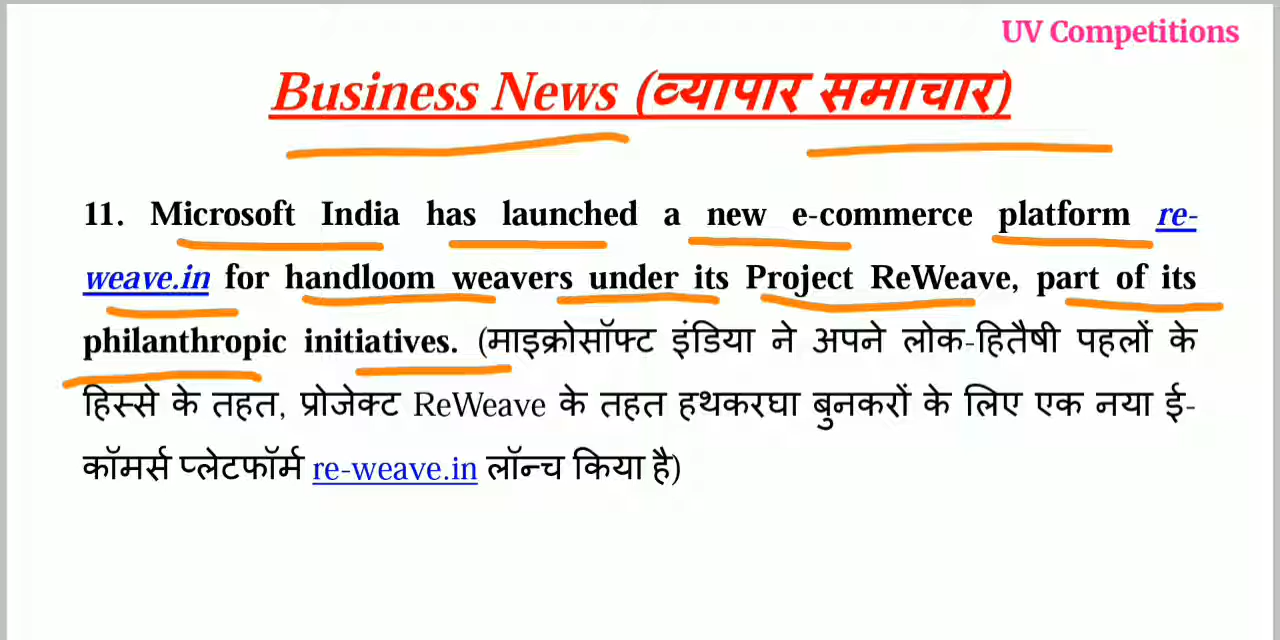 UV Competitions
Business News (व्यापार समाचार)
11. Microsoft India has launched a new e-commerce platform re-
weave.in for handloom weavers under its Project ReWeave, part of its
philanthropic initiatives. (माइक्रोसॉफ्ट इंडिया ने अपने लोक-हितैषी पहलों के
हिस्से के तहत, प्रोजेक्ट ReWeave के तहत हथकरघा बुनकरों के लिए एक नया ई-
कॉमर्स प्लेटफॉर्म re-weave.in लॉन्च किया है)